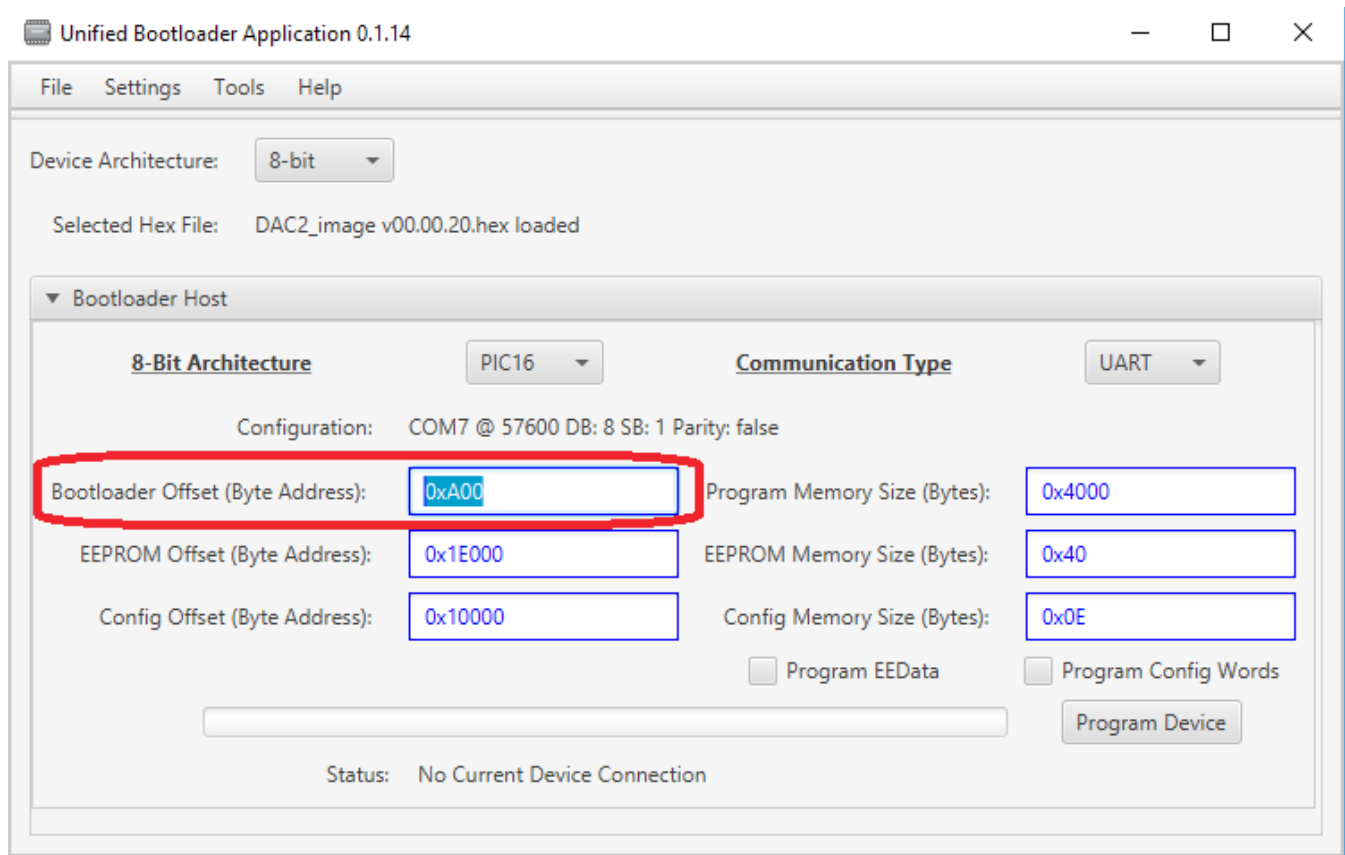 Unified Bootloader Application 0.1.14
File Settings Tools Help
Device Architecture: 8-bit
Selected Hex File: DAC2_image v00.00.20.hex loaded
Bootloader Host
8-Bit Architecture PIC16 Communication Type UART
Configuration: COM7 @ 57600 DB: 8 SB: 1 Parity: false
Bootloader Offset (Byte Address): 0xA00 Program Memory Size (Bytes): 0x4000
EEPROM Offset (Byte Address): 0x1E000 EEPROM Memory Size (Bytes): 0x40
Config Offset (Byte Address): 0x10000 Config Memory Size (Bytes): 0x0E
Program EEData Program Config Words
Program Device
Status: No Current Device Connection